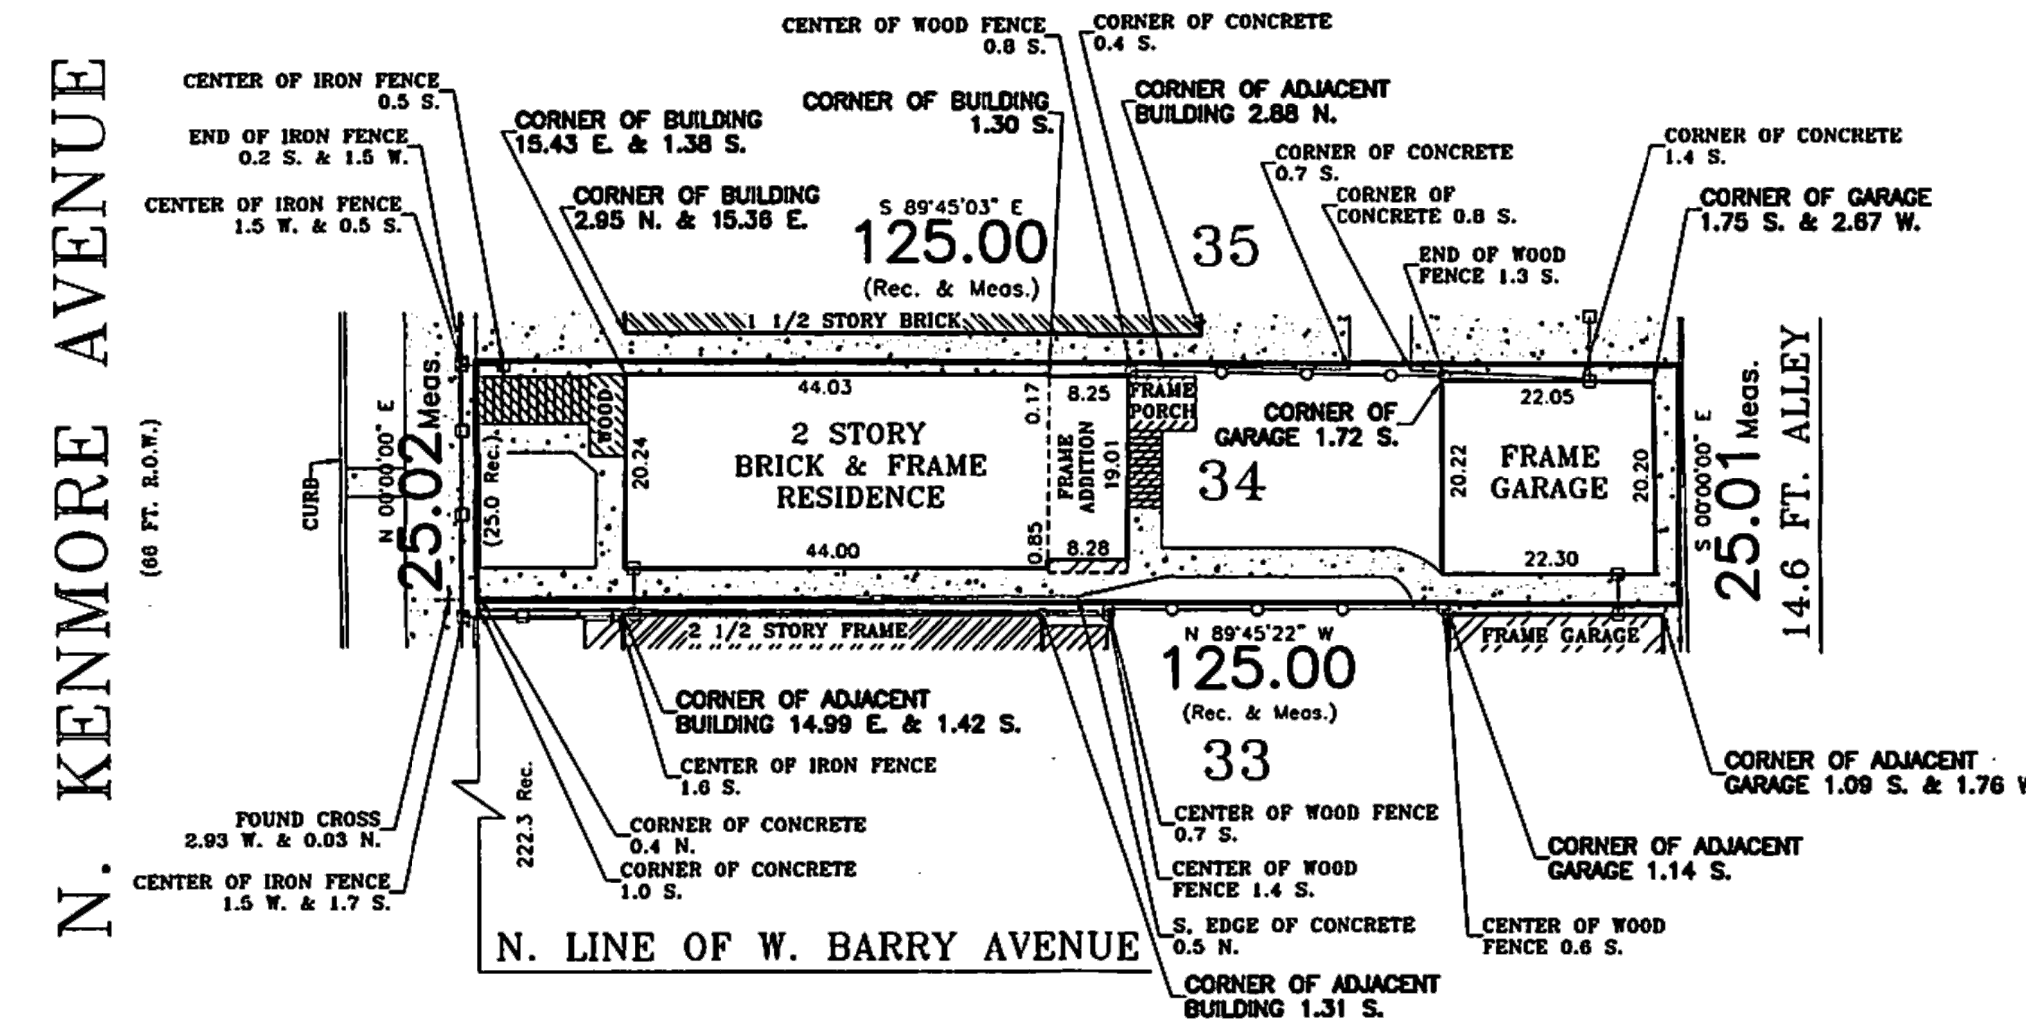 N. KENMORE AVENUE
(66 FT. R.O.W.)
CENTER OF WOOD FENCE
0.8 S.
CORNER OF CONCRETE
0.4 S.
CENTER OF IRON FENCE
0.5 S.
END OF IRON FENCE
0.2 S. & 1.5 W.
CENTER OF IRON FENCE
1.5 W. & 0.5 S.
CORNER OF BUILDING
15.43 E. & 1.38 S.
CORNER OF BUILDING
2.95 N. & 15.36 E.
CORNER OF BUILDING
1.30 S.
CORNER OF ADJACENT
BUILDING 2.88 N.
CORNER OF CONCRETE
0.7 S.
CORNER OF
CONCRETE 0.8 S.
END OF WOOD
FENCE 1.3 S.
CORNER OF CONCRETE
1.4 S.
CORNER OF GARAGE
1.75 S. & 2.67 W.
S 89°45'03" E
125.00
(Rec. & Meas.)
35
1 1/2 STORY BRICK
CURB
N 00°00'00" E
25.02 Meas.
(25.0 Rec.)
WOOD
44.03
20.24
2 STORY
BRICK & FRAME
RESIDENCE
44.00
0.17
0.85
8.25
FRAME
ADDITION
19.01
8.28
FRAME
PORCH
CORNER OF
GARAGE 1.72 S.
34
22.05
20.22
FRAME
GARAGE
20.20
22.30
S 00°00'00" E
25.01 Meas.
14.6 FT. ALLEY
2 1/2 STORY FRAME
FRAME GARAGE
N 89°45'22" W
125.00
(Rec. & Meas.)
33
CORNER OF ADJACENT
BUILDING 14.99 E. & 1.42 S.
CENTER OF IRON FENCE
1.6 S.
222.3 Rec.
FOUND CROSS
2.93 W. & 0.03 N.
CENTER OF IRON FENCE
1.5 W. & 1.7 S.
CORNER OF CONCRETE
0.4 N.
CORNER OF CONCRETE
1.0 S.
CENTER OF WOOD FENCE
0.7 S.
CENTER OF WOOD
FENCE 1.4 S.
S. EDGE OF CONCRETE
0.5 N.
CORNER OF ADJACENT
BUILDING 1.31 S.
CORNER OF ADJACENT
GARAGE 1.09 S. & 1.76 W
CORNER OF ADJACENT
GARAGE 1.14 S.
CENTER OF WOOD
FENCE 0.6 S.
N. LINE OF W. BARRY AVENUE